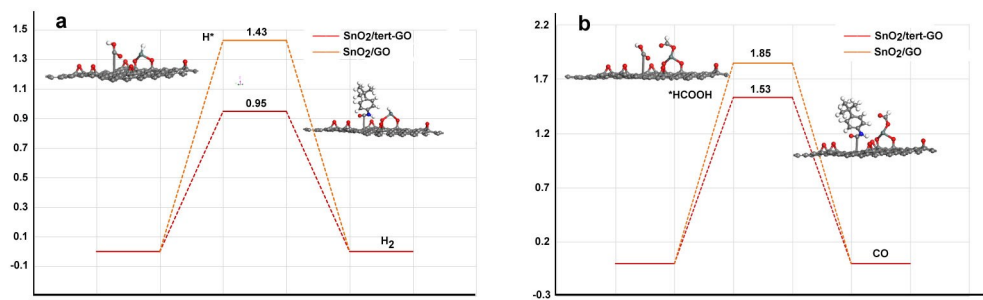 a
1.5
1.3
1.1
0.9
0.7
0.5
0.3
0.1
-0.1
H*
1.43
0.95
SnO2/tert-GO
SnO2/GO
H2
b
2.2
1.7
1.2
0.7
0.2
-0.3
1.85
*HCOOH
1.53
SnO2/tert-GO
SnO2/GO
CO